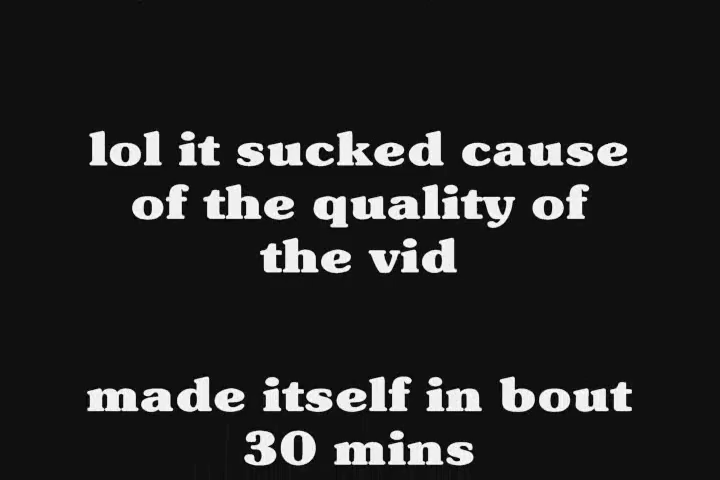 lol it sucked cause
of the quality of
the vid
made itself in bout
30 mins